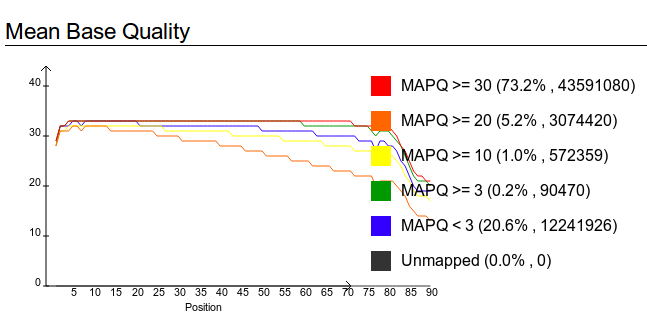 Mean Base Quality
40
30
20
10
0
MAPQ >= 30 (73.2% , 43591080)
MAPQ >= 20 (5.2% , 3074420)
MAPQ >= 10 (1.0% , 572359)
MAPQ >= 3 (0.2% , 90470)
MAPQ < 3 (20.6% , 12241926)
Unmapped (0.0% , 0)
5 10 15 20 25 30 35 40 45 50 55 60 65 70 75 80 85 90
Position